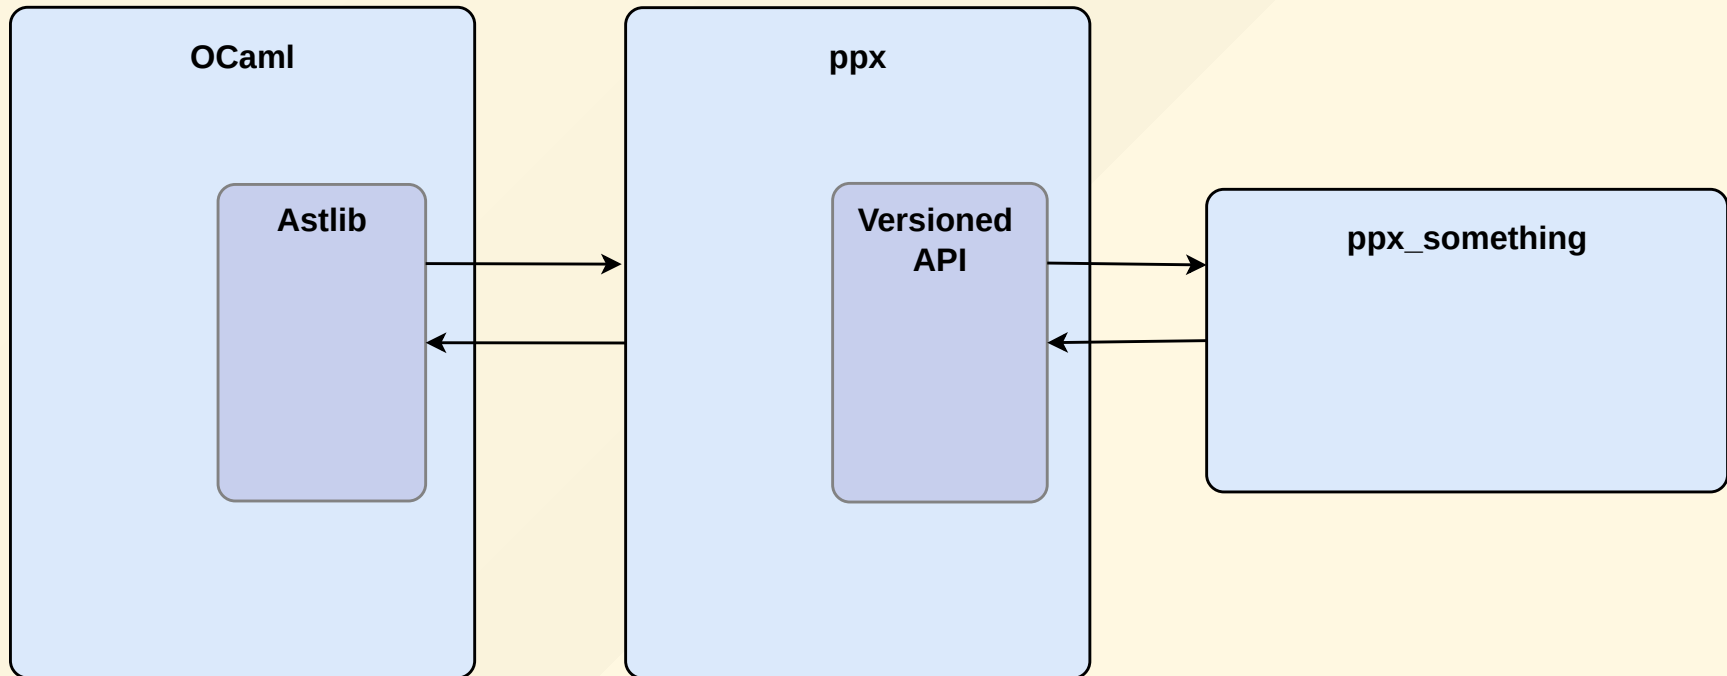 OCaml
ppx
Astlib
Versioned
API
ppx_something